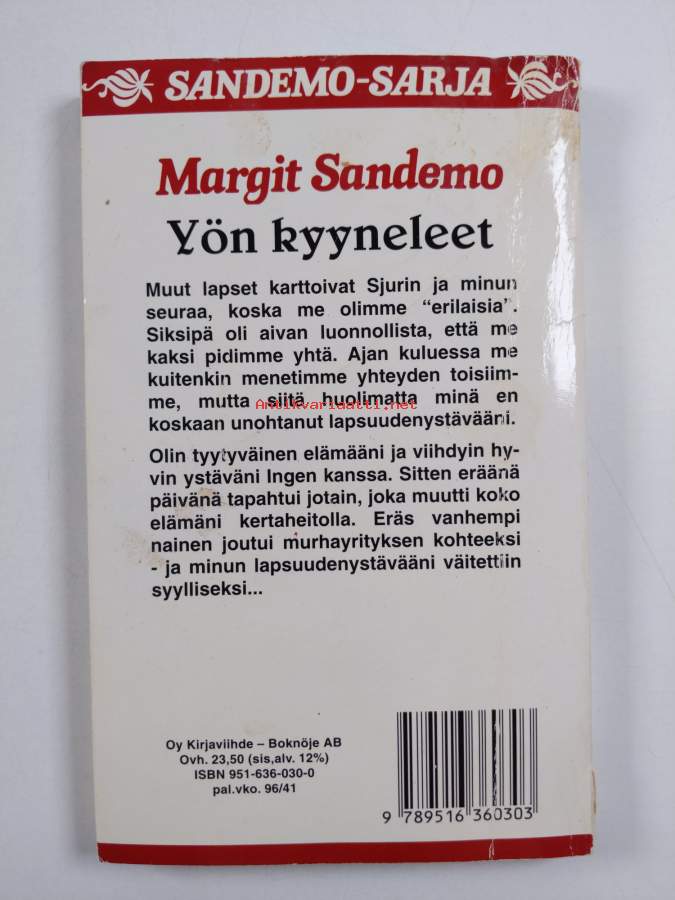 SANDEMO-SARJA
Margit Sandemo
Yön kyyneleet
Muut lapset karttoivat Sjurin ja minun
seuraa, koska me olimme “erilaisia”.
Siksipä oli aivan luonnollista, että me
kaksi pidimme yhtä. Ajan kuluessa me
kuitenkin menetimme yhteyden toisiim-
me, mutta siitä huolimatta minä en
Antikvariaatti.net
koskaan unohtanut lapsuudenystävääni.
Olin tyytyväinen elämääni ja viihdyin hy-
vin ystäväni Ingen kanssa. Sitten eräänä
päivänä tapahtui jotain, joka muutti koko
elämäni kertaheitolla. Eräs vanhempi
nainen joutui murhayrityksen kohteeksi
- ja minun lapsuudenystävääni väitettiin
syylliseksi...
Oy Kirjaviihde – Boknöje AB
Ovh. 23,50 (sis,alv. 12%)
ISBN 951-636-030-0
pal.vko. 96/41
9 789516 360303